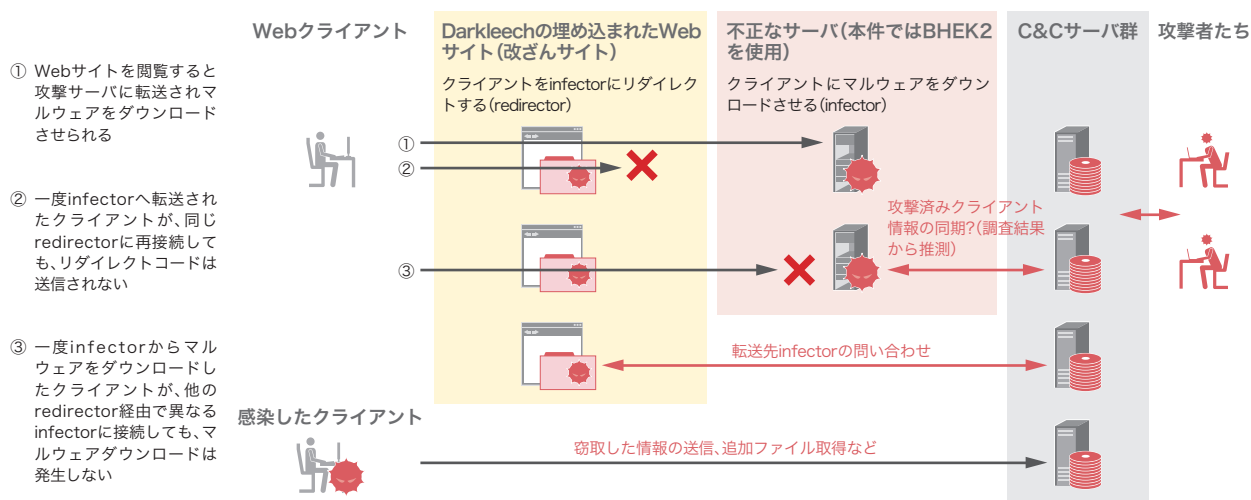 Webクライアント
Darkleechの埋め込まれたWeb
サイト(改ざんサイト)
クライアントをinfectorにリダイレク
トする(redirector)
不正なサーバ(本件ではBHEK2
を使用)
クライアントにマルウェアをダウン
ロードさせる(infector)
C&Cサーバ群
攻撃者たち
① Webサイトを閲覧すると
攻撃サーバに転送されマ
ルウェアをダウンロード
させられる
② 一度infectorへ転送され
たクライアントが、同じ
redirectorに再接続して
も、リダイレクトコードは
送信されない
③ 一度infectorからマル
ウェアをダウンロードし
たクライアントが、他の
redirector経由で異なる
infectorに接続しても、マ
ルウェアダウンロードは
発生しない
①
②
③
攻撃済みクライアント
情報の同期?(調査結果
から推測)
転送先infectorの問い合わせ
感染したクライアント
窃取した情報の送信、追加ファイル取得など